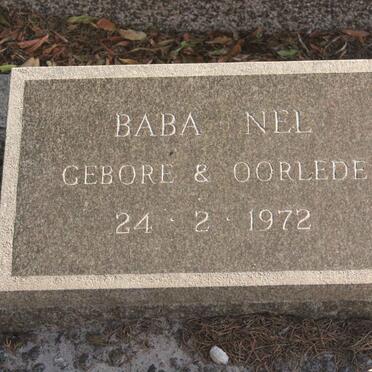 BABA NEL
GEBORE & OORLEDE
24 · 2 · 1972